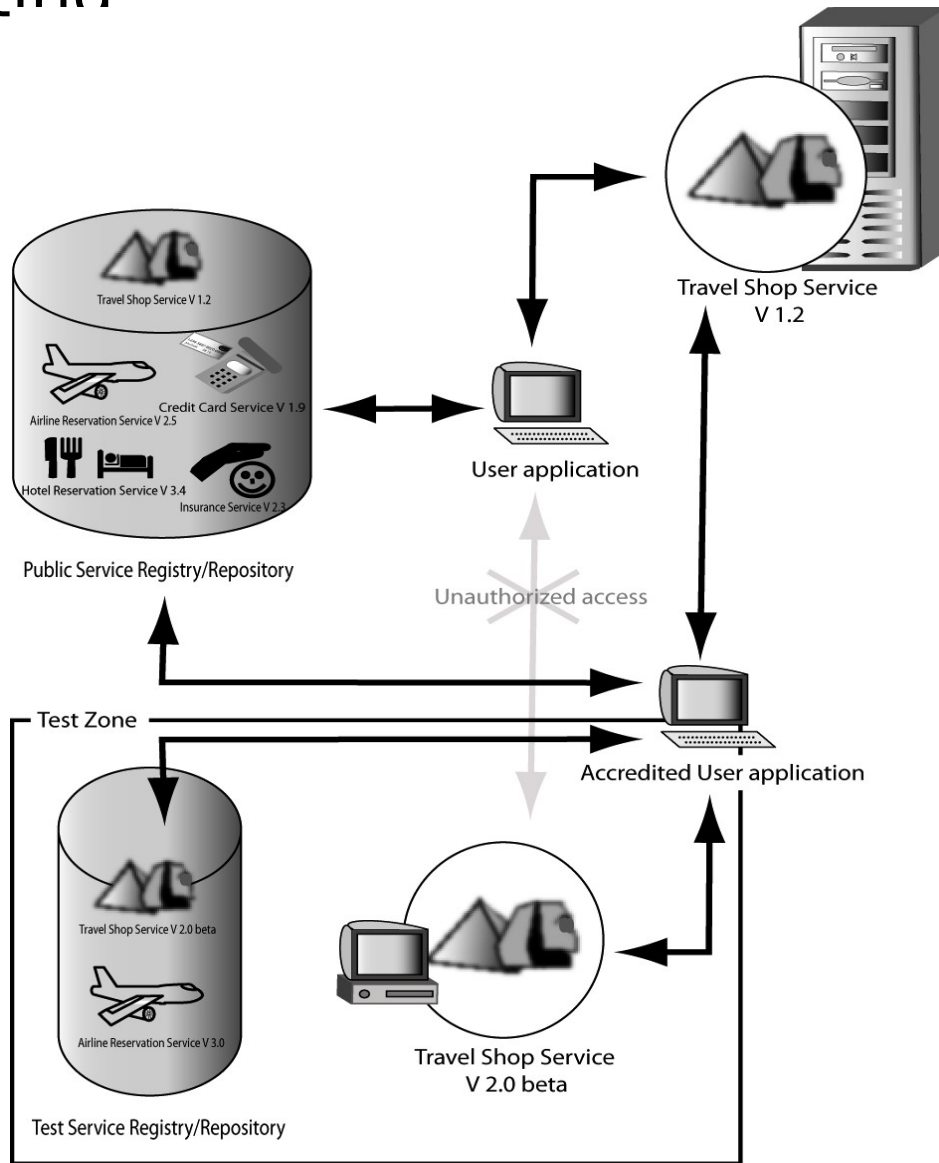 Travel Shop Service
V 1.2
Travel Shop Service V 1.2
Credit Card Service V 1.9
Airline Reservation Service V 2.5
Hotel Reservation Service V 3.4
Insurance Service V 2.3
User application
Public Service Registry/Repository
Unauthorized access
Test Zone
Accredited User application
Travel Shop Service V 2.0 beta
Airline Reservation Service V 3.0
Travel Shop Service
V 2.0 beta
Test Service Registry/Repository